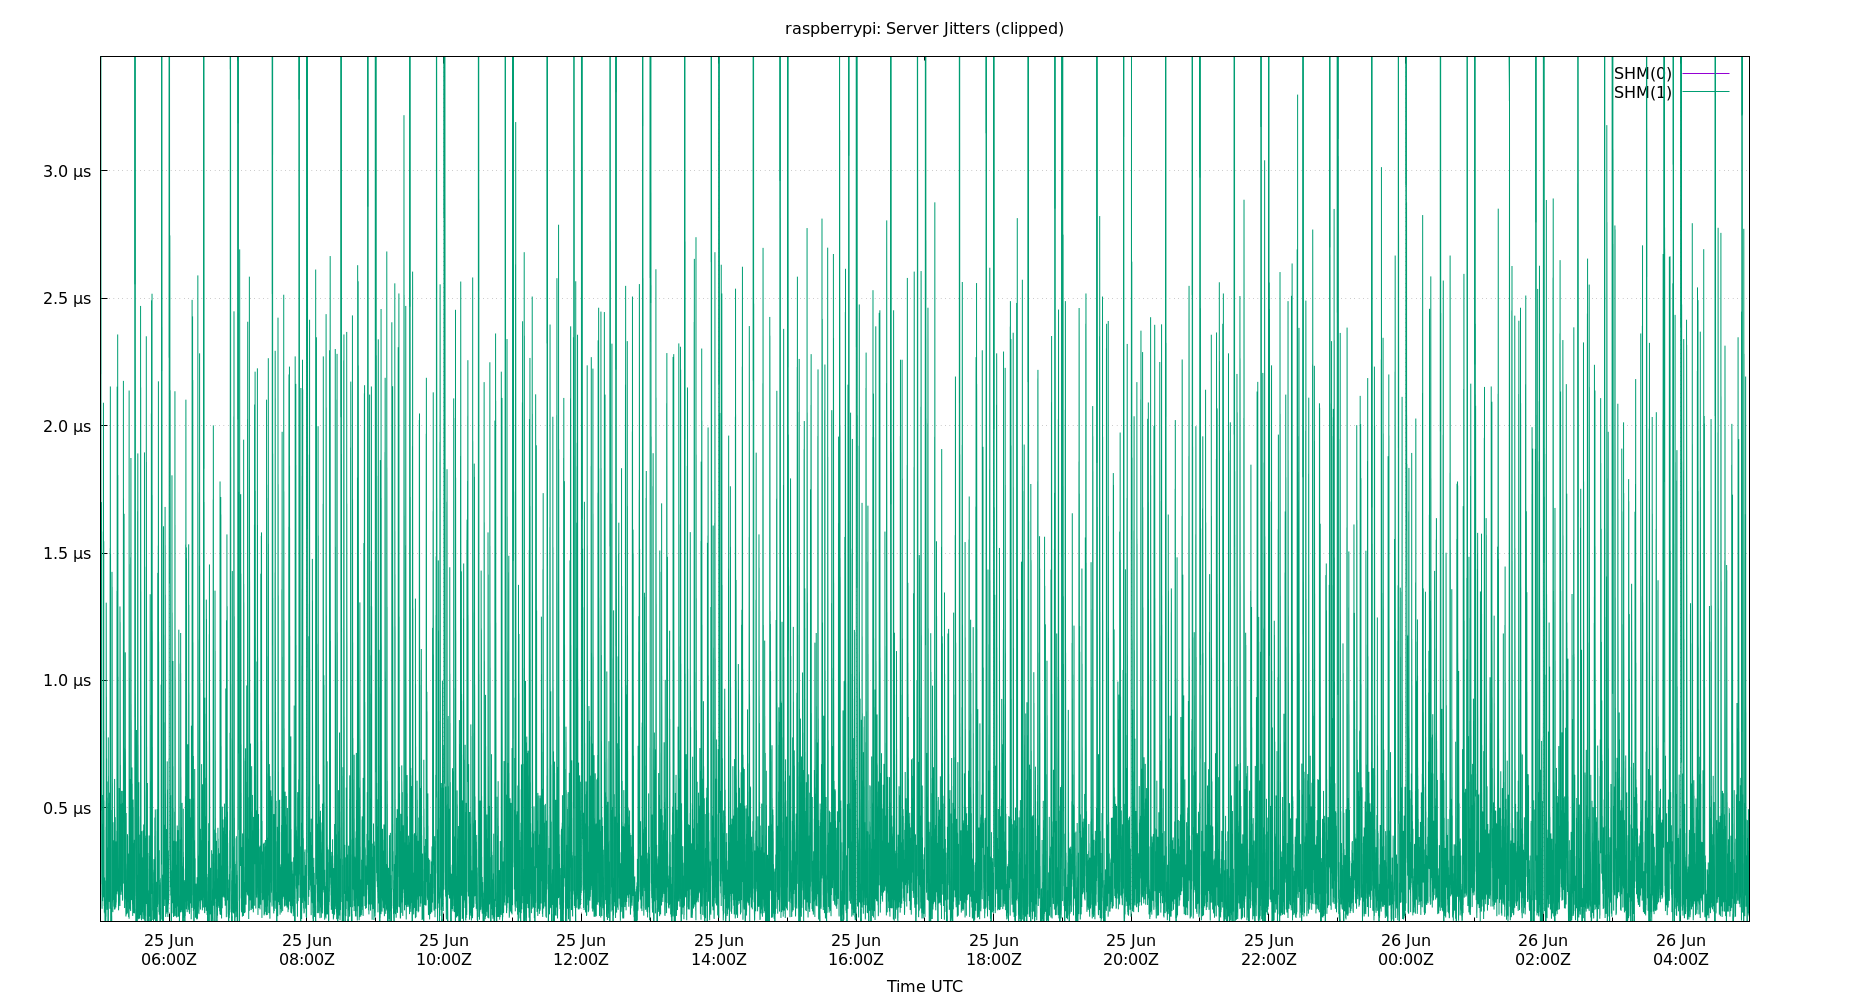 raspberrypi: Server Jitters (clipped)
SHM(0)
SHM(1)
3.0 µs
2.5 µs
2.0 µs
1.5 µs
1.0 µs
0.5 µs
25 Jun 25 Jun 25 Jun 25 Jun 25 Jun 25 Jun 25 Jun 25 Jun 25 Jun 26 Jun 26 Jun 26 Jun
06:00Z 08:00Z 10:00Z 12:00Z 14:00Z 16:00Z 18:00Z 20:00Z 22:00Z 00:00Z 02:00Z 04:00Z
Time UTC